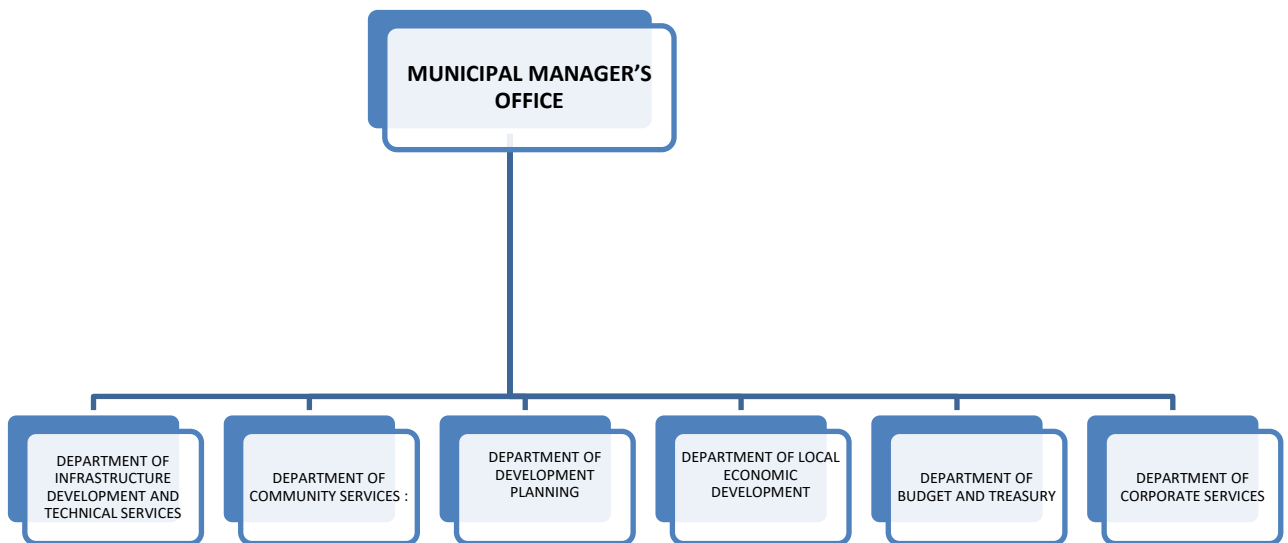 MUNICIPAL MANAGER’S
OFFICE
DEPARTMENT OF
INFRASTRUCTURE
DEVELOPMENT AND
TECHNICAL SERVICES
DEPARTMENT OF
COMMUNITY SERVICES :
DEPARTMENT OF
DEVELOPMENT
PLANNING
DEPARTMENT OF LOCAL
ECONOMIC
DEVELOPMENT
DEPARTMENT OF
BUDGET AND TREASURY
DEPARTMENT OF
CORPORATE SERVICES